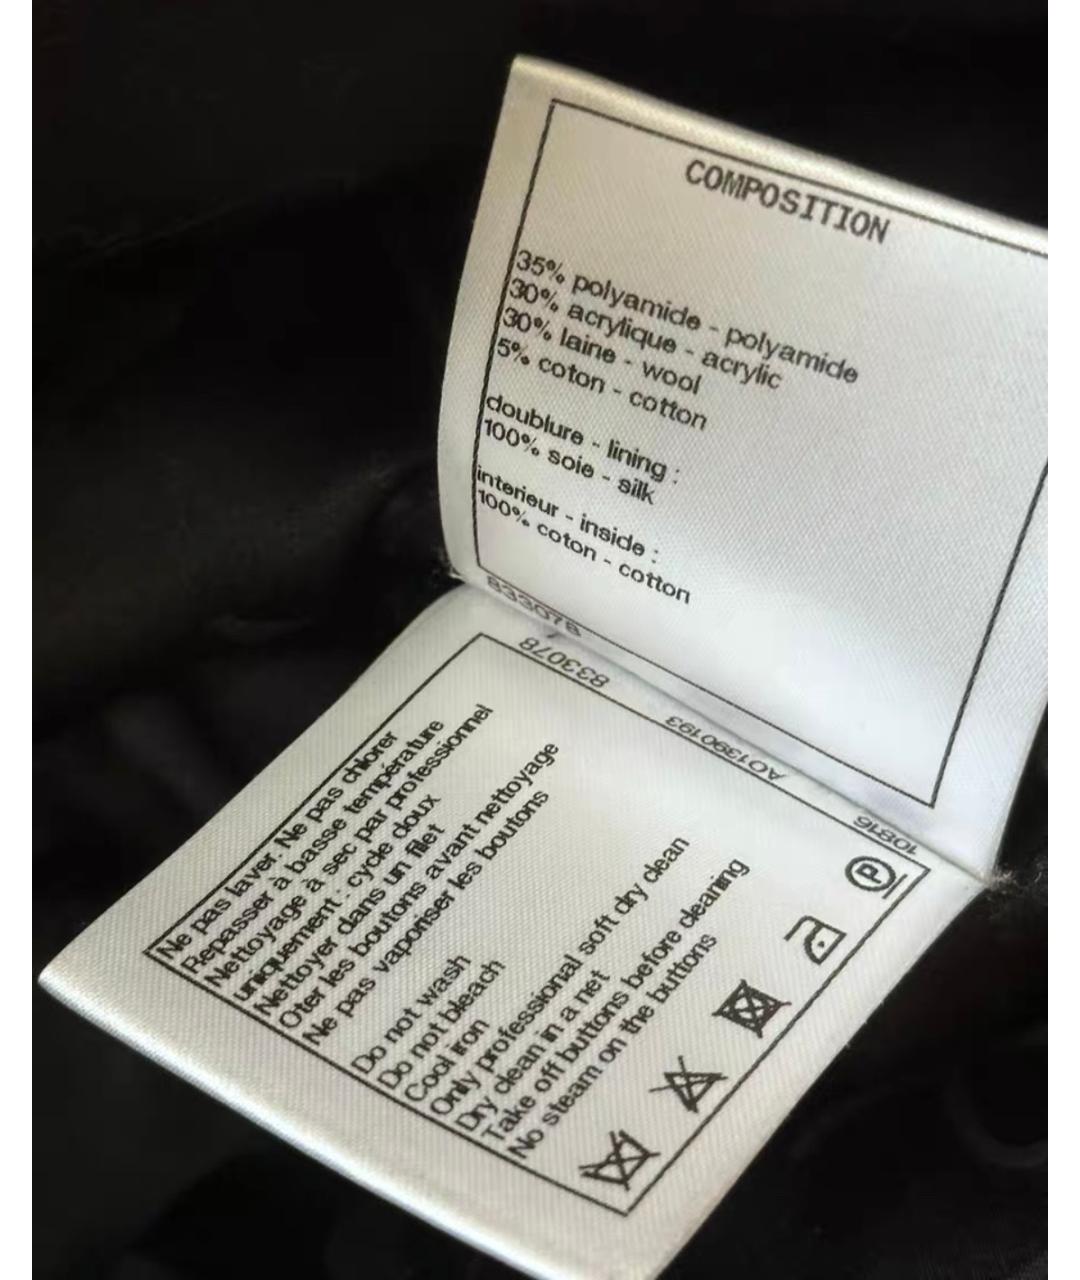 COMPOSITION
35% polyamide - polyamide
30% acrylique - acrylic
30% laine - wool
5% coton - cotton
doublure - lining :
100% soie - silk
interieur - inside :
100% coton - cotton
833078
833078
A01390193
10816
Ne pas laver. Ne pas chlorer
Repasser à basse température
Nettoyage à sec par professionnel
uniquement : cycle doux
Nettoyer dans un filet
Oter les boutons avant nettoyage
Ne pas vaporiser les boutons
Do not wash
Do not bleach
Cool iron
Only professional soft dry clean
Dry clean in a net
Take off buttons before cleaning
No steam on the buttons
P